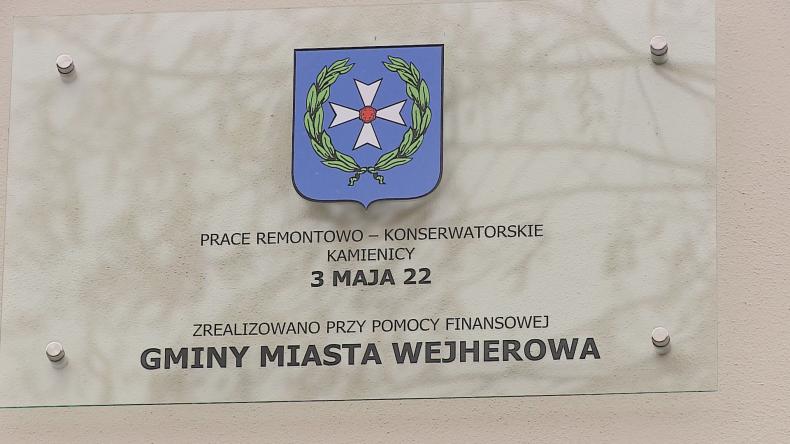 PRACE REMONTOWO – KONSERWATORSKIE
KAMIENICY
3 MAJA 22
ZREALIZOWANO PRZY POMOCY FINANSOWEJ
GMINY MIASTA WEJHEROWA